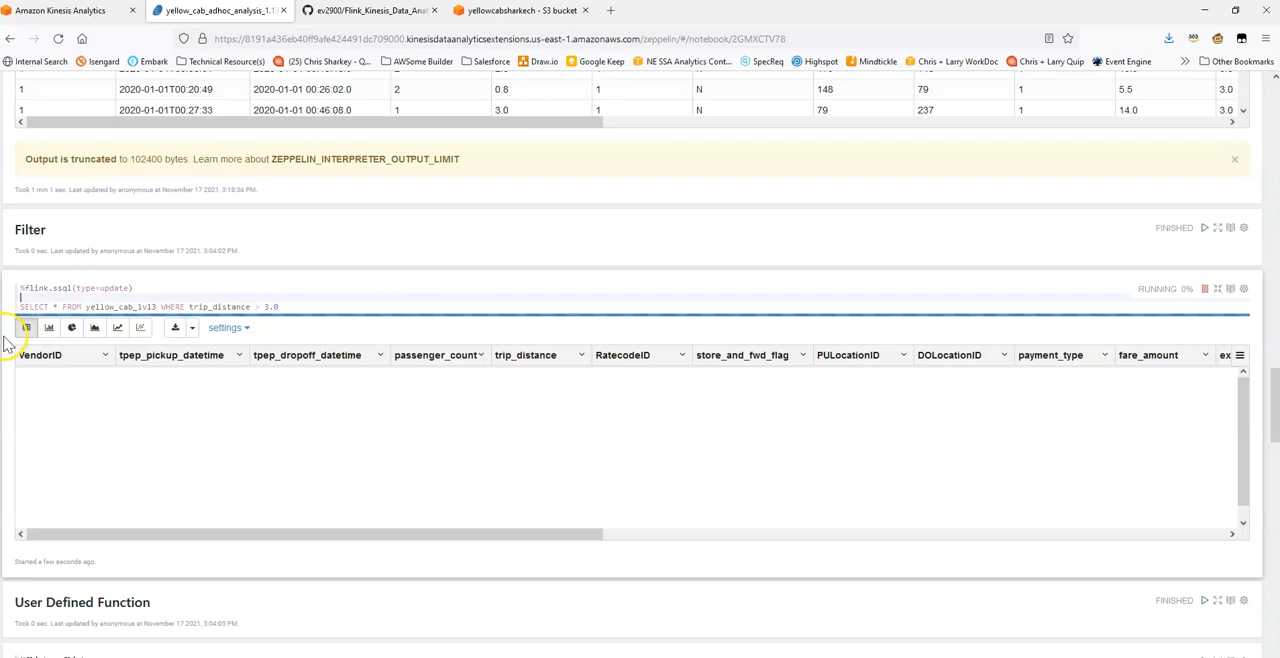 Amazon Kinesis Analytics
yellow_cab_adhoc_analysis_1.1
ev2900/Flink_Kinesis_Data_Ana
yellowcabsharkech - S3 bucket
https://8191a436eb40ff9afe424491dc709000.kinesisdataanalyticsextensions.us-east-1.amazonaws.com/zeppelin/#/notebook/2GMXCTV78
Internal Search
Isengard
Embark
Technical Resource(s)
(25) Chris Sharkey - Q...
AWSome Builder
Salesforce
Draw.io
Google Keep
NE SSA Analytics Cont...
SpecReq
Highspot
Mindtickle
Chris + Larry WorkDoc
Chris + Larry Quip
Event Engine
Other Bookmarks
1 2020-01-01T00:20:49 2020-01-01 00:26:02.0 2 0.8 1 N 148 79 1 5.5 3.0
1 2020-01-01T00:27:33 2020-01-01 00:46:08.0 1 3.0 1 N 79 237 1 14.0 3.0
Output is truncated to 102400 bytes. Learn more about ZEPPELIN_INTERPRETER_OUTPUT_LIMIT
Took 1 min 1 sec. Last updated by anonymous at November 17 2021, 3:18:34 PM.
Filter
FINISHED
Took 0 sec. Last updated by anonymous at November 17 2021, 3:04:02 PM.
%flink.ssql(type=update)
RUNNING 0%
SELECT * FROM yellow_cab_1v13 WHERE trip_distance > 3.0
settings
VendorID tpep_pickup_datetime tpep_dropoff_datetime passenger_count trip_distance RatecodeID store_and_fwd_flag PULocationID DOLocationID payment_type fare_amount ex
Started a few seconds ago.
User Defined Function
FINISHED
Took 0 sec. Last updated by anonymous at November 17 2021, 3:04:05 PM.